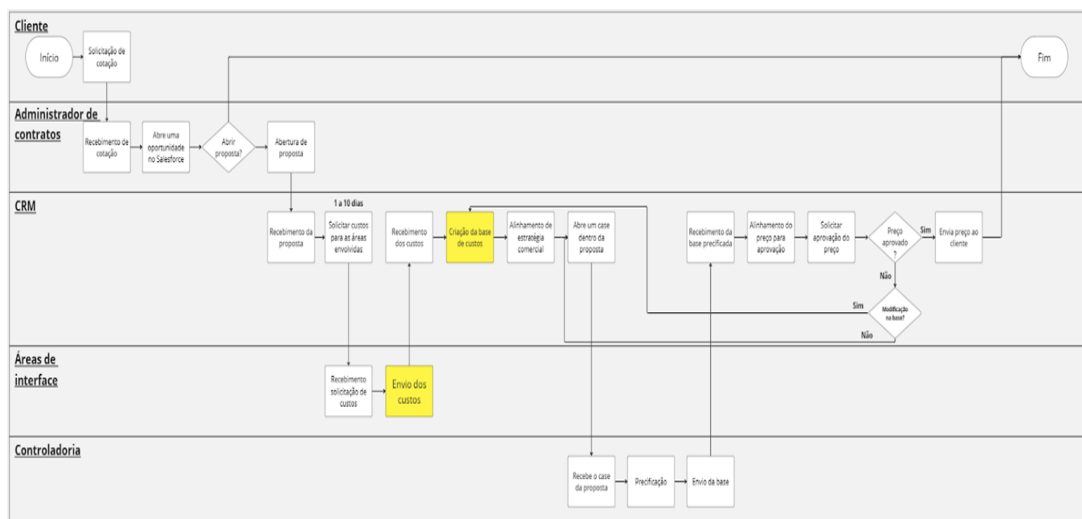 Cliente
Início
Solicitação de
cotação
Fim
Administrador de
contratos
Recebimento de
cotação
Abre uma
oportunidade
no Salesforce
Abrir
proposta?
Abertura de
proposta
CRM
1 a 10 dias
Recebimento da
proposta
Solicitar custos
para as áreas
envolvidas
Recebimento
dos custos
Criação da base
de custos
Alinhamento de
estratégia
comercial
Abre um case
dentro da
proposta
Recebimento da
base precificada
Alinhamento do
preço para
aprovação
Solicitar
aprovação do
preço
Preço
aprovado
?
Sim
Envia preço ao
cliente
Não
Sim
Modificação
na base?
Não
Áreas de
interface
Recebimento
solicitação de
custos
Envio dos
custos
Controladoria
Recebe o case
da proposta
Precificação
Envio da base